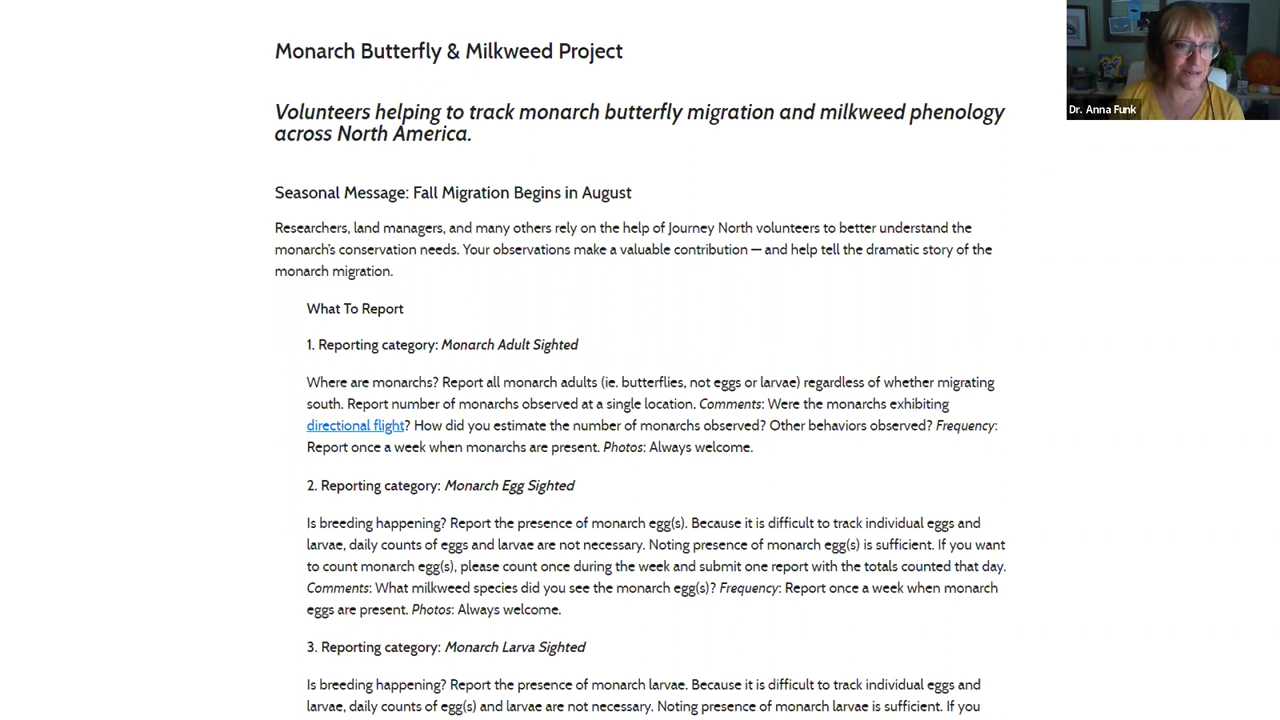 Monarch Butterfly & Milkweed Project
Dr. Anna Funk
Volunteers helping to track monarch butterfly migration and milkweed phenology
across North America.
Seasonal Message: Fall Migration Begins in August
Researchers, land managers, and many others rely on the help of Journey North volunteers to better understand the
monarch's conservation needs. Your observations make a valuable contribution — and help tell the dramatic story of the
monarch migration.
What To Report
1. Reporting category: Monarch Adult Sighted
Where are monarchs? Report all monarch adults (ie. butterflies, not eggs or larvae) regardless of whether migrating
south. Report number of monarchs observed at a single location. Comments: Were the monarchs exhibiting
directional flight? How did you estimate the number of monarchs observed? Other behaviors observed? Frequency:
Report once a week when monarchs are present. Photos: Always welcome.
2. Reporting category: Monarch Egg Sighted
Is breeding happening? Report the presence of monarch egg(s). Because it is difficult to track individual eggs and
larvae, daily counts of eggs and larvae are not necessary. Noting presence of monarch egg(s) is sufficient. If you want
to count monarch egg(s), please count once during the week and submit one report with the totals counted that day.
Comments: What milkweed species did you see the monarch egg(s)? Frequency: Report once a week when monarch
eggs are present. Photos: Always welcome.
3. Reporting category: Monarch Larva Sighted
Is breeding happening? Report the presence of monarch larvae. Because it is difficult to track individual eggs and
larvae, daily counts of egg(s) and larvae are not necessary. Noting presence of monarch larvae is sufficient. If you